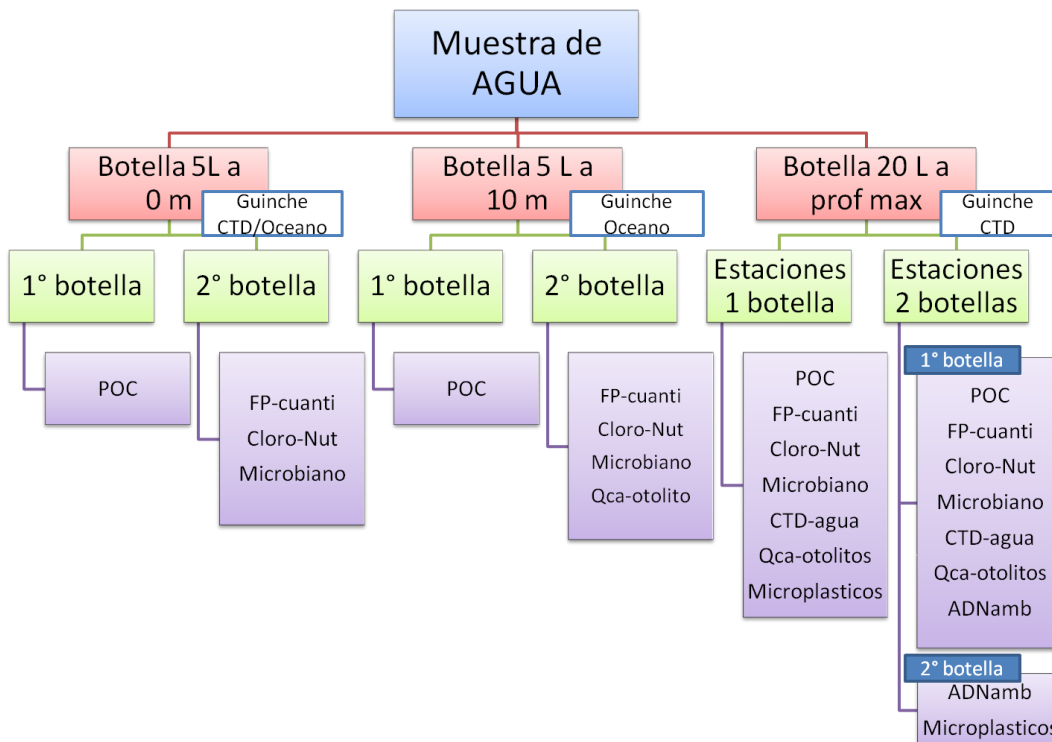 Muestra de
AGUA
Botella 5L a
0 m
Guinche
CTD/Oceano
Botella 5 L a
10 m
Guinche
Oceano
Botella 20 L a
prof max
Guinche
CTD
1° botella
2° botella
1° botella
2° botella
Estaciones
1 botella
Estaciones
2 botellas
POC
FP-cuanti
Cloro-Nut
Microbiano
POC
FP-cuanti
Cloro-Nut
Microbiano
Qca-otolito
POC
FP-cuanti
Cloro-Nut
Microbiano
CTD-agua
Qca-otolitos
Microplasticos
1° botella
POC
FP-cuanti
Cloro-Nut
Microbiano
CTD-agua
Qca-otolitos
ADNamb
2° botella
ADNamb
Microplasticos